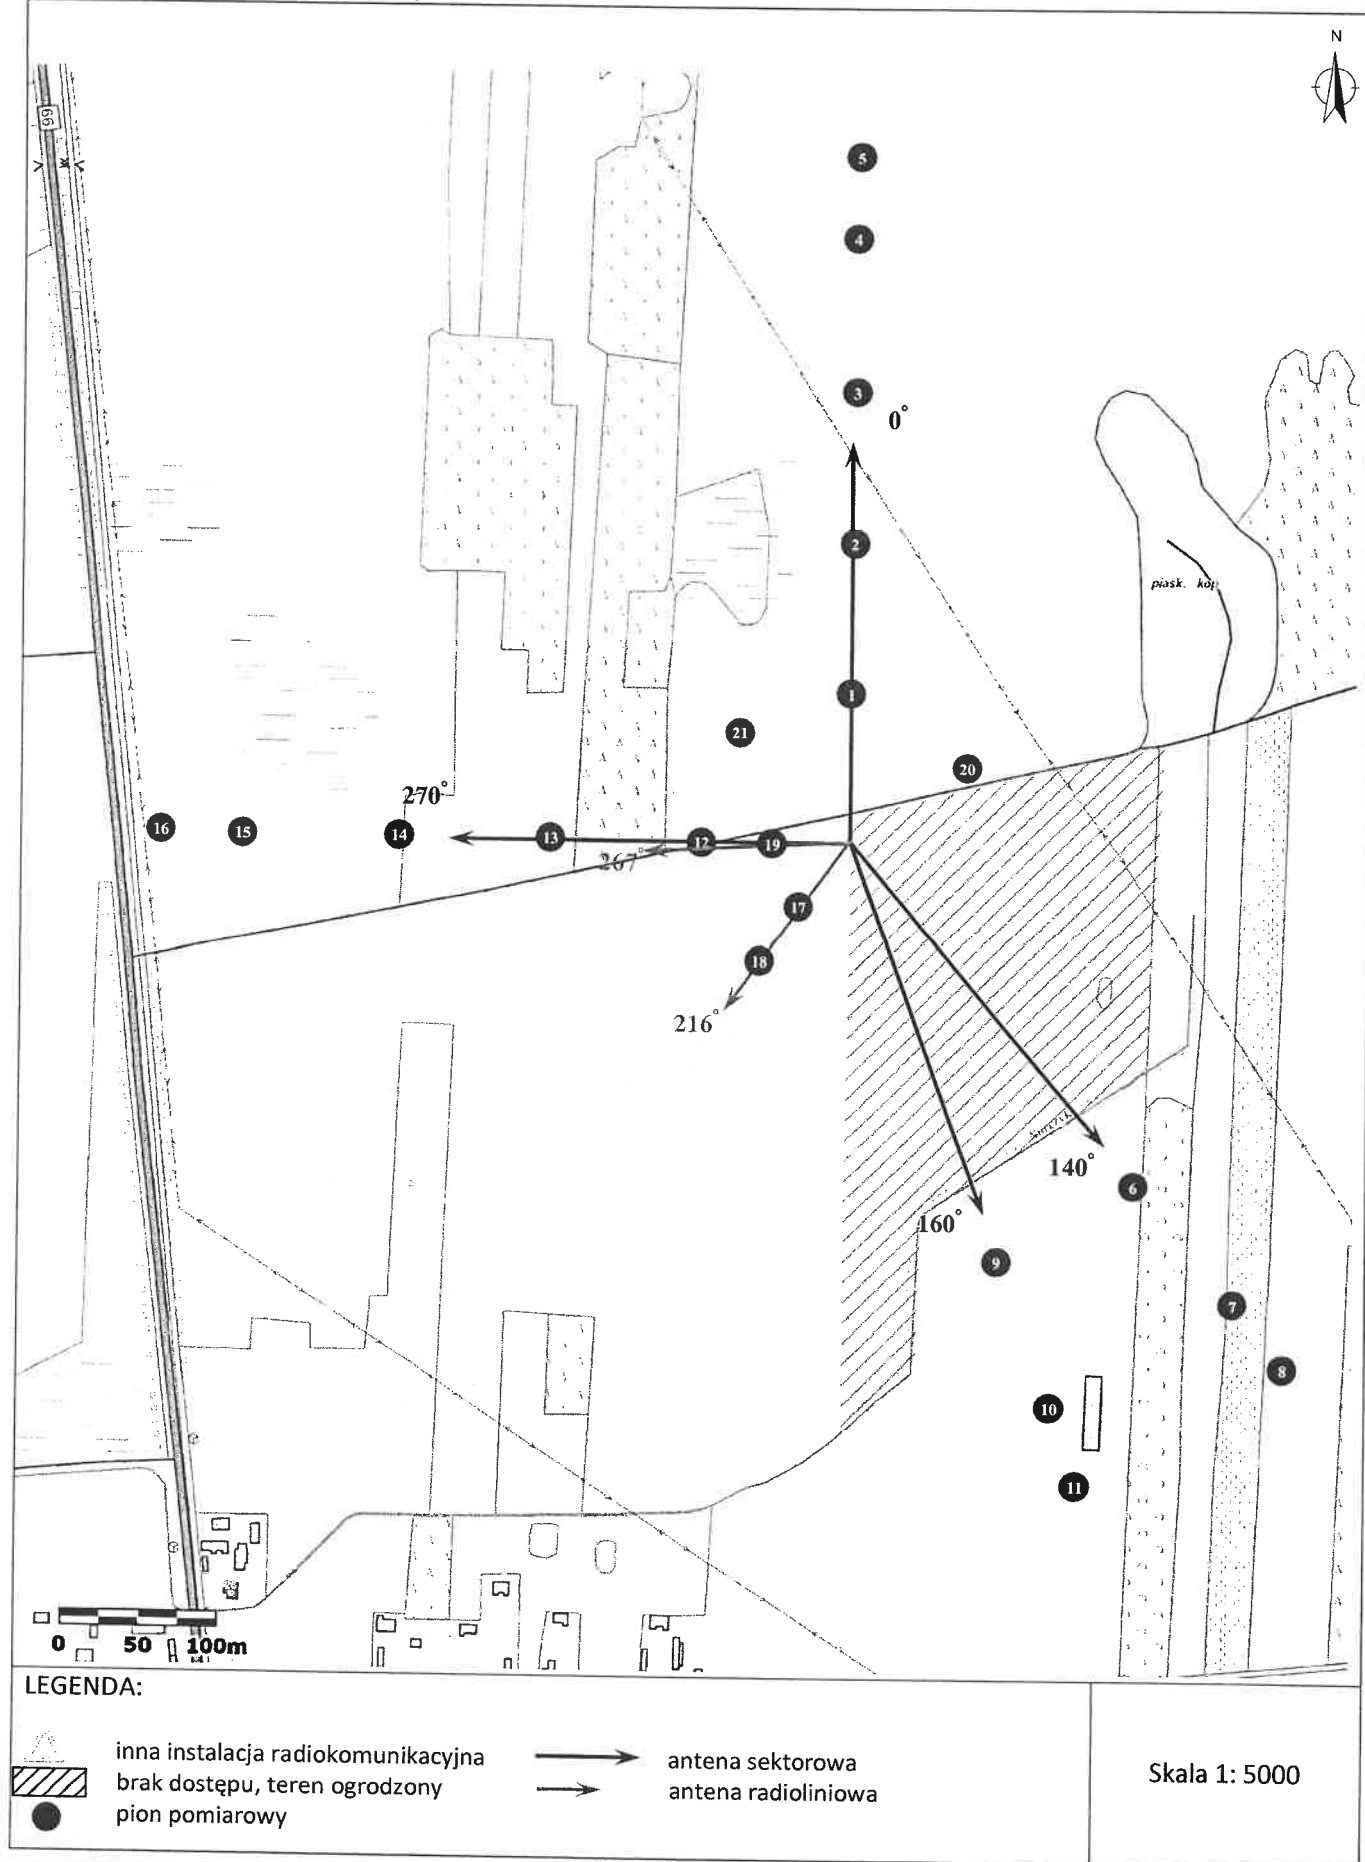 N
66
5
4
3
0°
2
piask. kop
1
21
20
270°
16
15
14
13
12
19
267°
17
18
216°
140°
6
160°
9
7
8
10
11
0 50 100m
LEGENDA:
inna instalacja radiokomunikacyjna
antena sektorowa
brak dostępu, teren ogrodzony
antena radioliniowa
pion pomiarowy
Skala 1: 5000